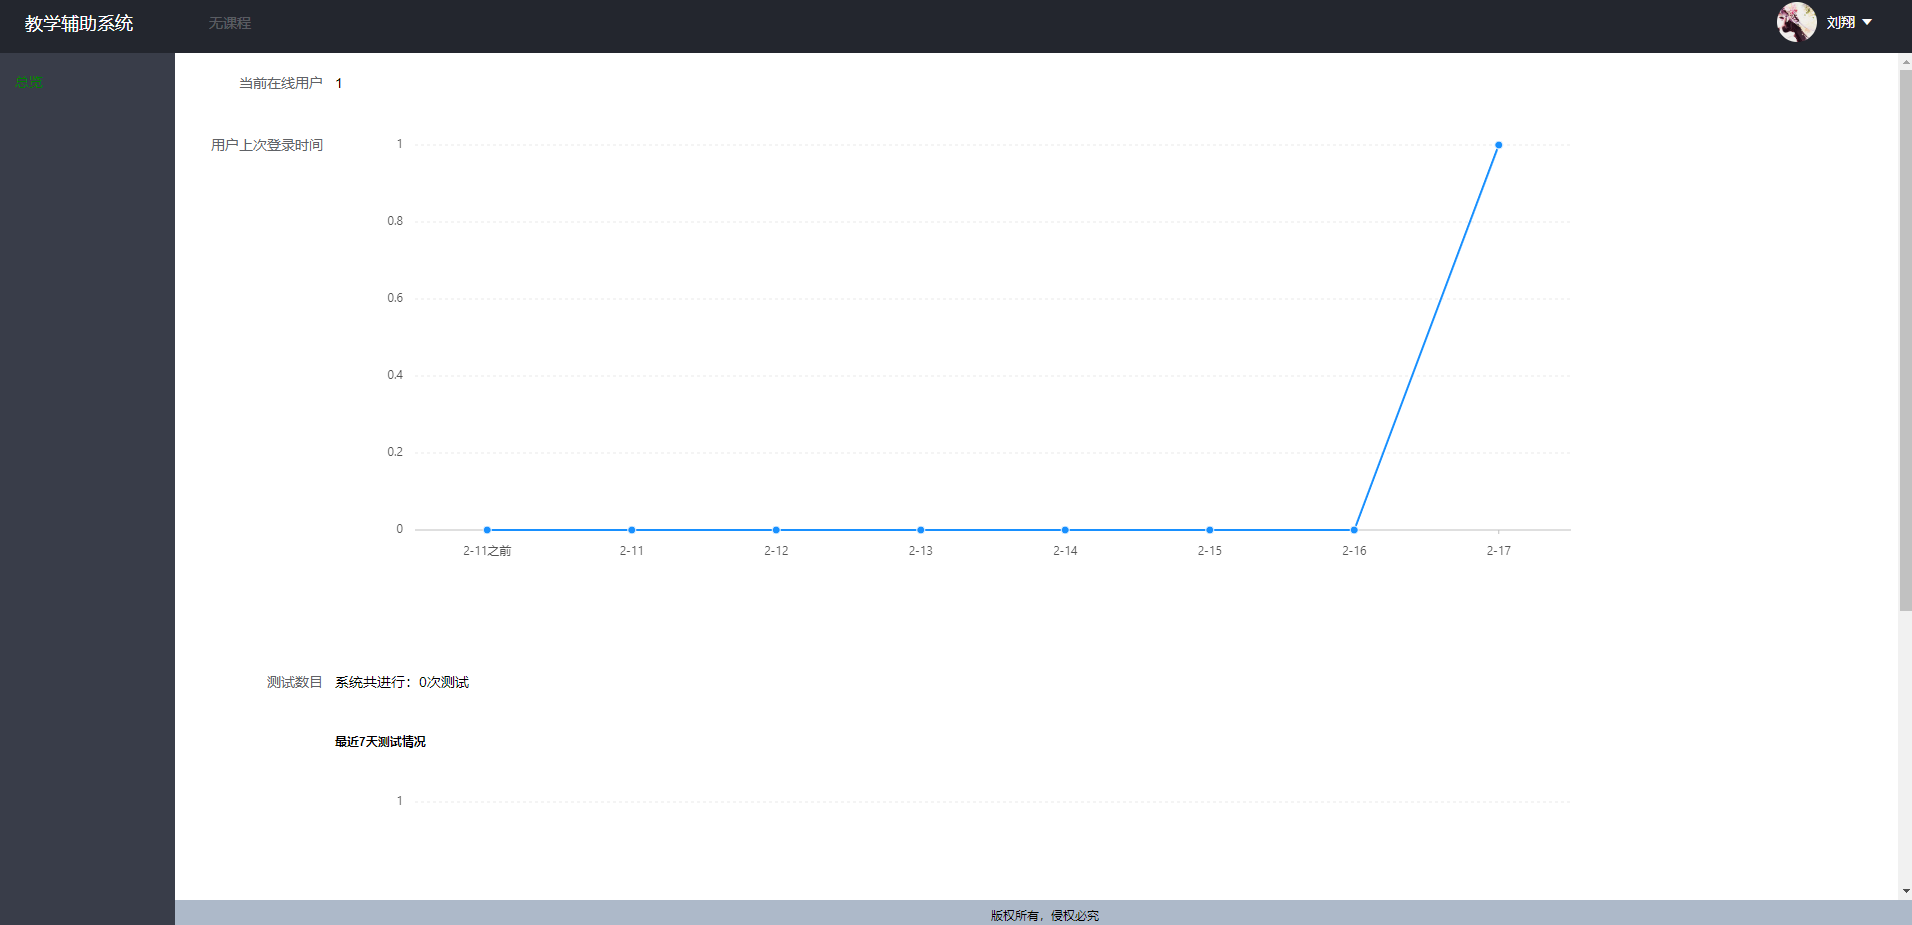 教学辅助系统
无课程
刘翔
总览
当前在线用户 1
用户上次登录时间
1
0.8
0.6
0.4
0.2
0
2-11之前 2-11 2-12 2-13 2-14 2-15 2-16 2-17
测试数目 系统共进行：0次测试
最近7天测试情况
1
版权所有，侵权必究